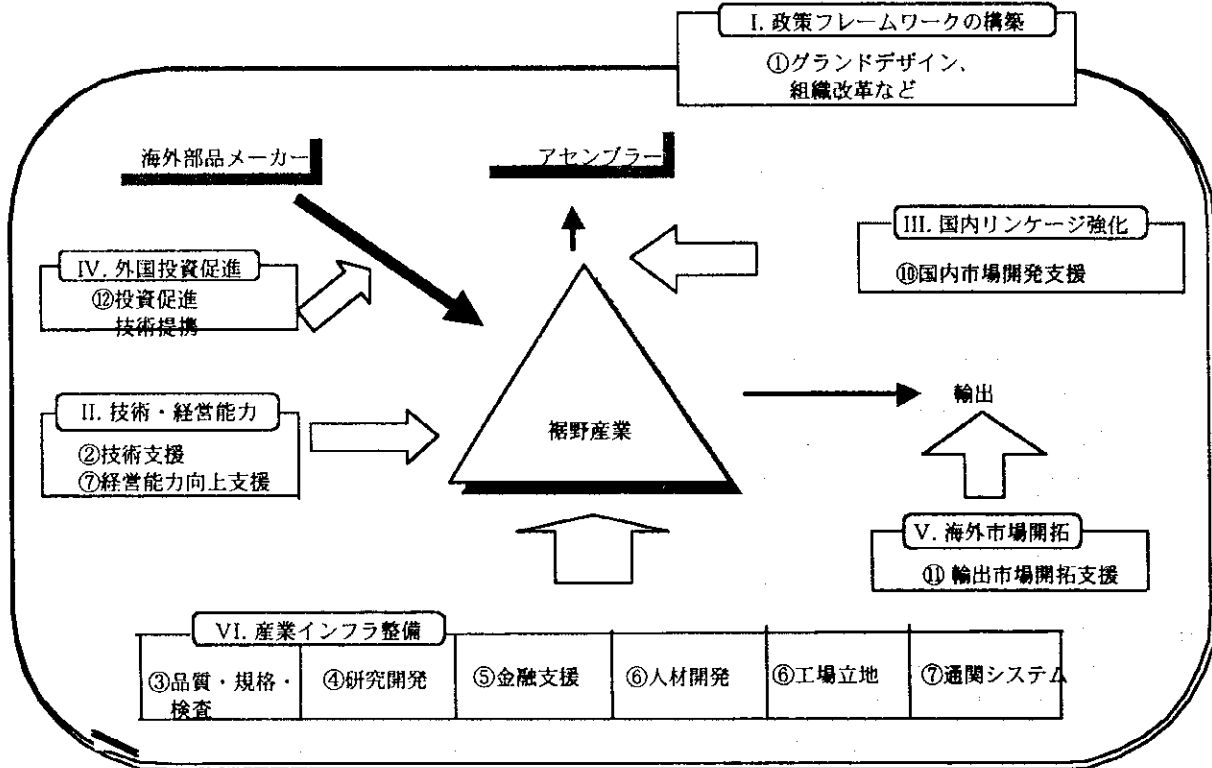 I. 政策フレームワークの構築
①グランドデザイン、
組織改革など
海外部品メーカー
アセンブラー
III. 国内リンケージ強化
⑩国内市場開発支援
IV. 外国投資促進
⑫投資促進
技術提携
II. 技術・経営能力
②技術支援
⑦経営能力向上支援
裾野産業
輸出
V. 海外市場開拓
⑪ 輸出市場開拓支援
VI. 産業インフラ整備
③品質・規格・
検査
④研究開発
⑤金融支援
⑥人材開発
⑥工場立地
⑦通関システム